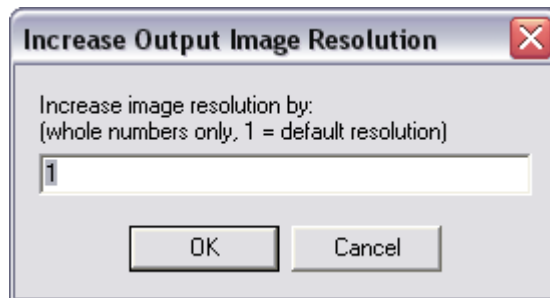 Increase Output Image Resolution
Increase image resolution by:
(whole numbers only, 1 = default resolution)
1
OK
Cancel